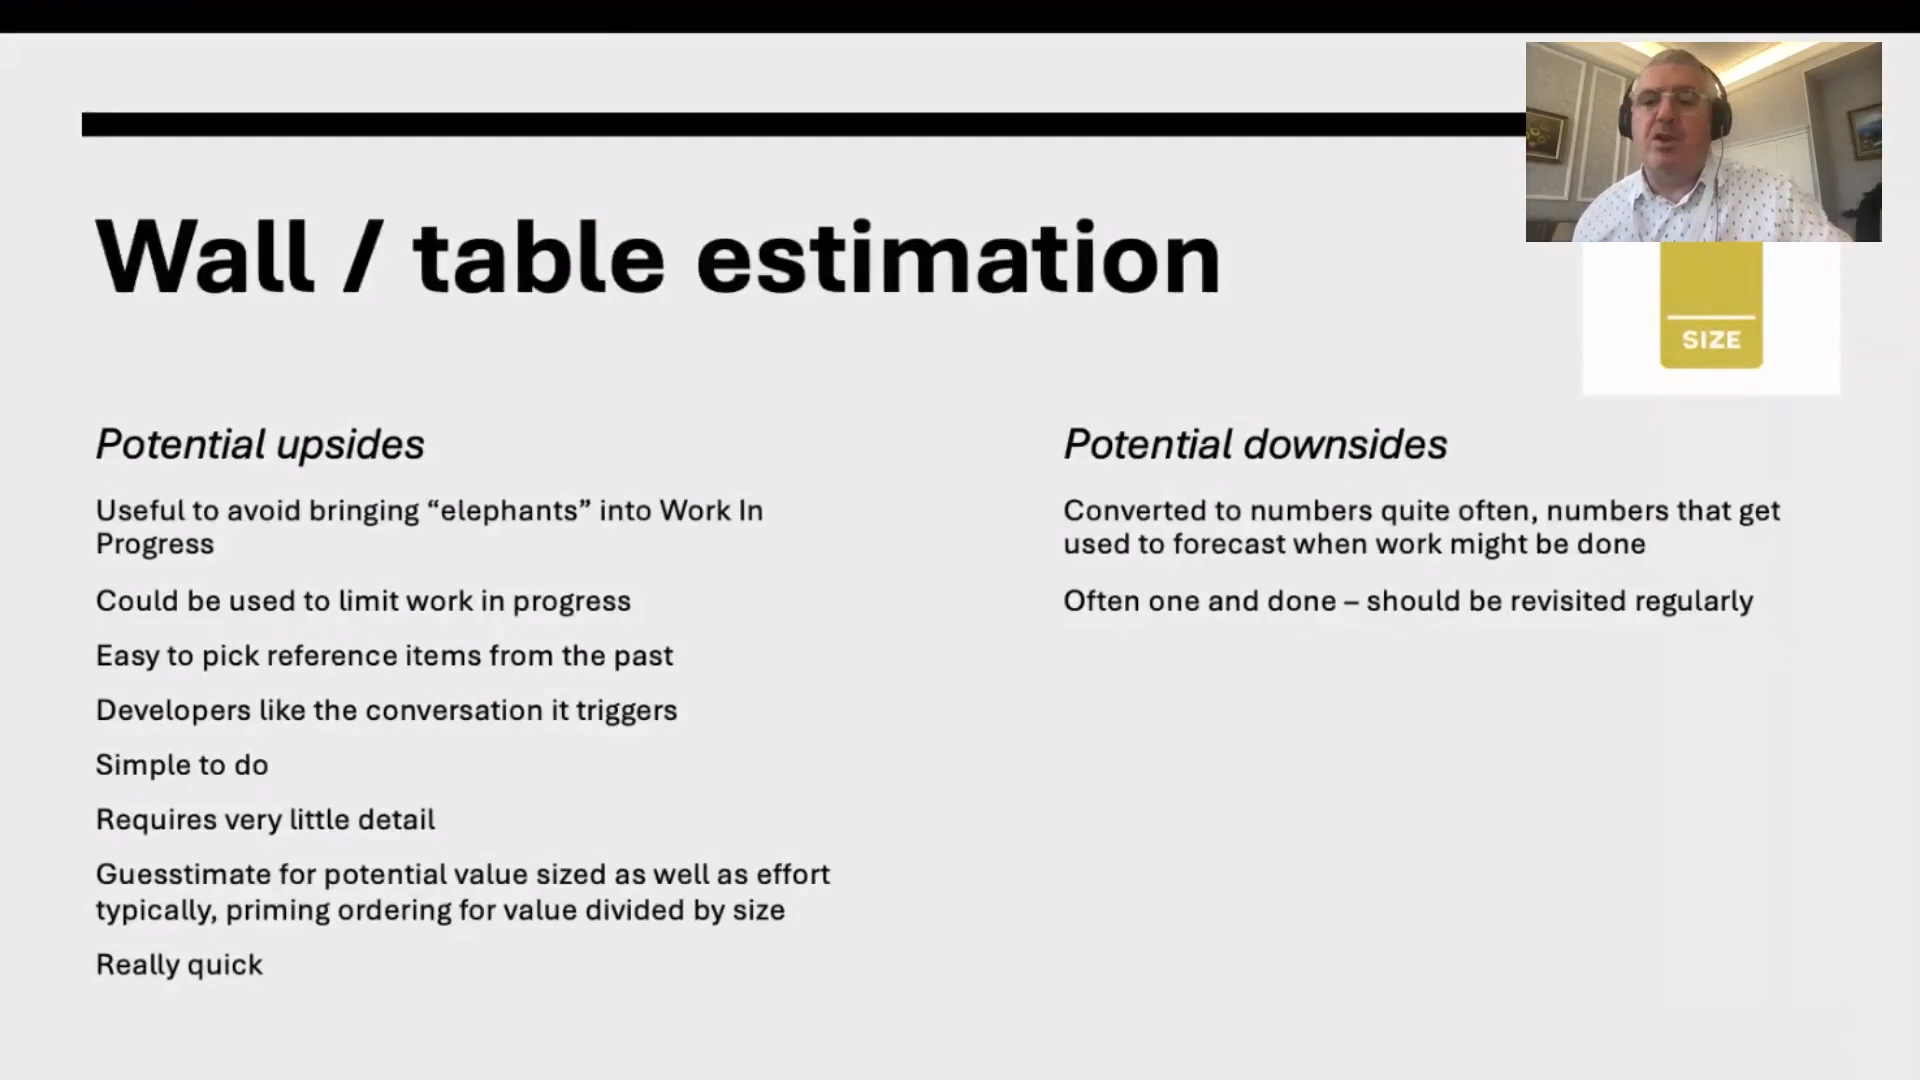 Wall / table estimation
SIZE
Potential upsides
Useful to avoid bringing “elephants” into Work In
Progress
Could be used to limit work in progress
Easy to pick reference items from the past
Developers like the conversation it triggers
Simple to do
Requires very little detail
Guesstimate for potential value sized as well as effort
typically, priming ordering for value divided by size
Really quick
Potential downsides
Converted to numbers quite often, numbers that get
used to forecast when work might be done
Often one and done – should be revisited regularly